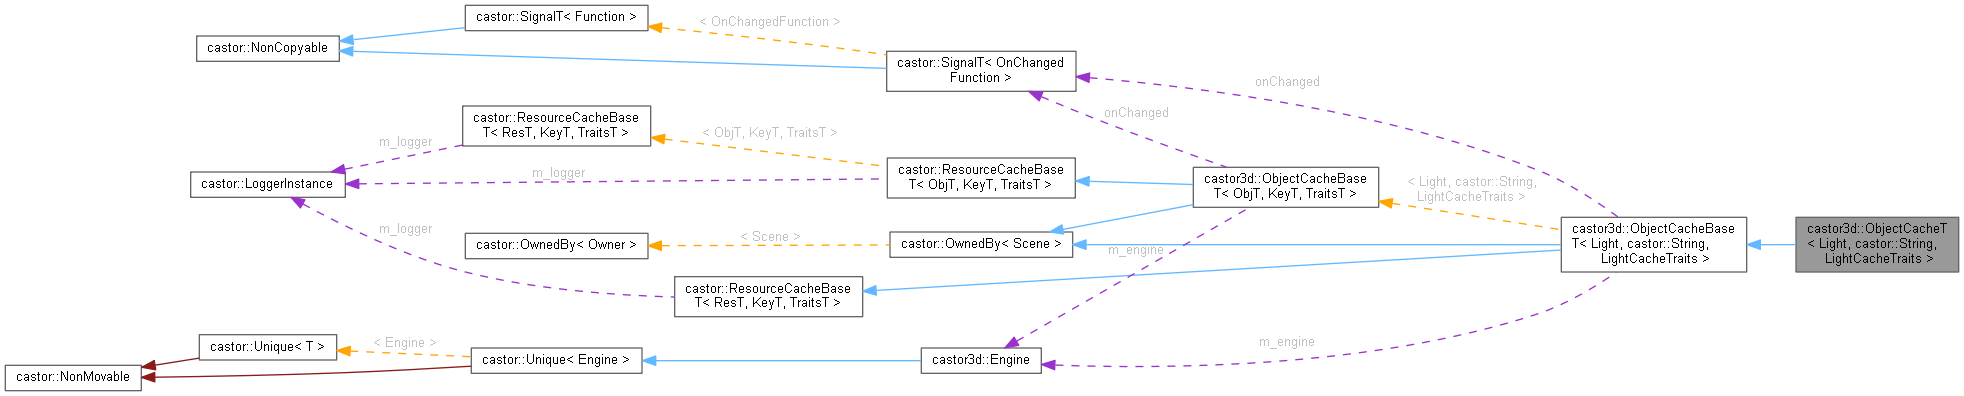 castor::SignalT< Function >
< OnChangedFunction >
castor::NonCopyable
castor::SignalT< OnChanged
Function >
onChanged
onChanged
castor::ResourceCacheBase
T< ResT, KeyT, TraitsT >
< ObjT, KeyT, TraitsT >
m_logger
castor::ResourceCacheBase
T< ObjT, KeyT, TraitsT >
m_logger
castor::LoggerInstance
castor3d::ObjectCacheBase
T< ObjT, KeyT, TraitsT >
< Light, castor::String,
LightCacheTraits >
m_logger
castor::OwnedBy< Owner >
< Scene >
castor::OwnedBy< Scene >
m_engine
castor3d::ObjectCacheBase
T< Light, castor::String,
LightCacheTraits >
castor3d::ObjectCacheT
< Light, castor::String,
LightCacheTraits >
castor::ResourceCacheBase
T< ResT, KeyT, TraitsT >
castor::Unique< T >
< Engine >
castor::Unique< Engine >
castor3d::Engine
m_engine
castor::NonMovable